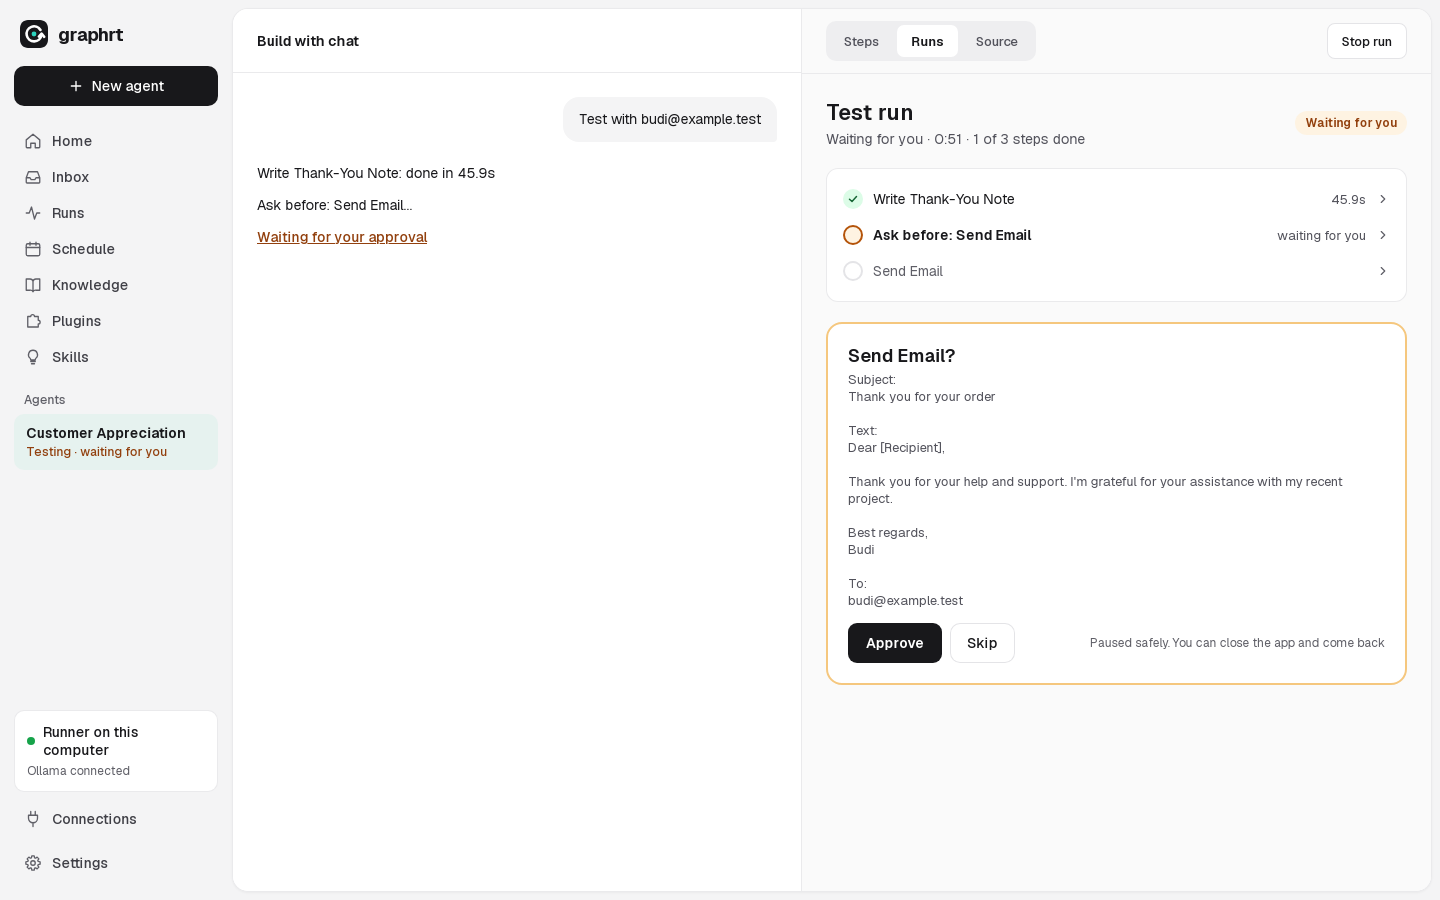 graphrt
New agent
Home
Inbox
Runs
Schedule
Knowledge
Plugins
Skills
Agents
Customer Appreciation
Testing · waiting for you
Runner on this
computer
Ollama connected
Connections
Settings
Build with chat
Test with budi@example.test
Write Thank-You Note: done in 45.9s
Ask before: Send Email...
Waiting for your approval
Steps
Runs
Source
Stop run
Test run
Waiting for you · 0:51 · 1 of 3 steps done
Waiting for you
Write Thank-You Note 45.9s
Ask before: Send Email waiting for you
Send Email
Send Email?
Subject:
Thank you for your order
Text:
Dear [Recipient],
Thank you for your help and support. I'm grateful for your assistance with my recent
project.
Best regards,
Budi
To:
budi@example.test
Approve
Skip
Paused safely. You can close the app and come back